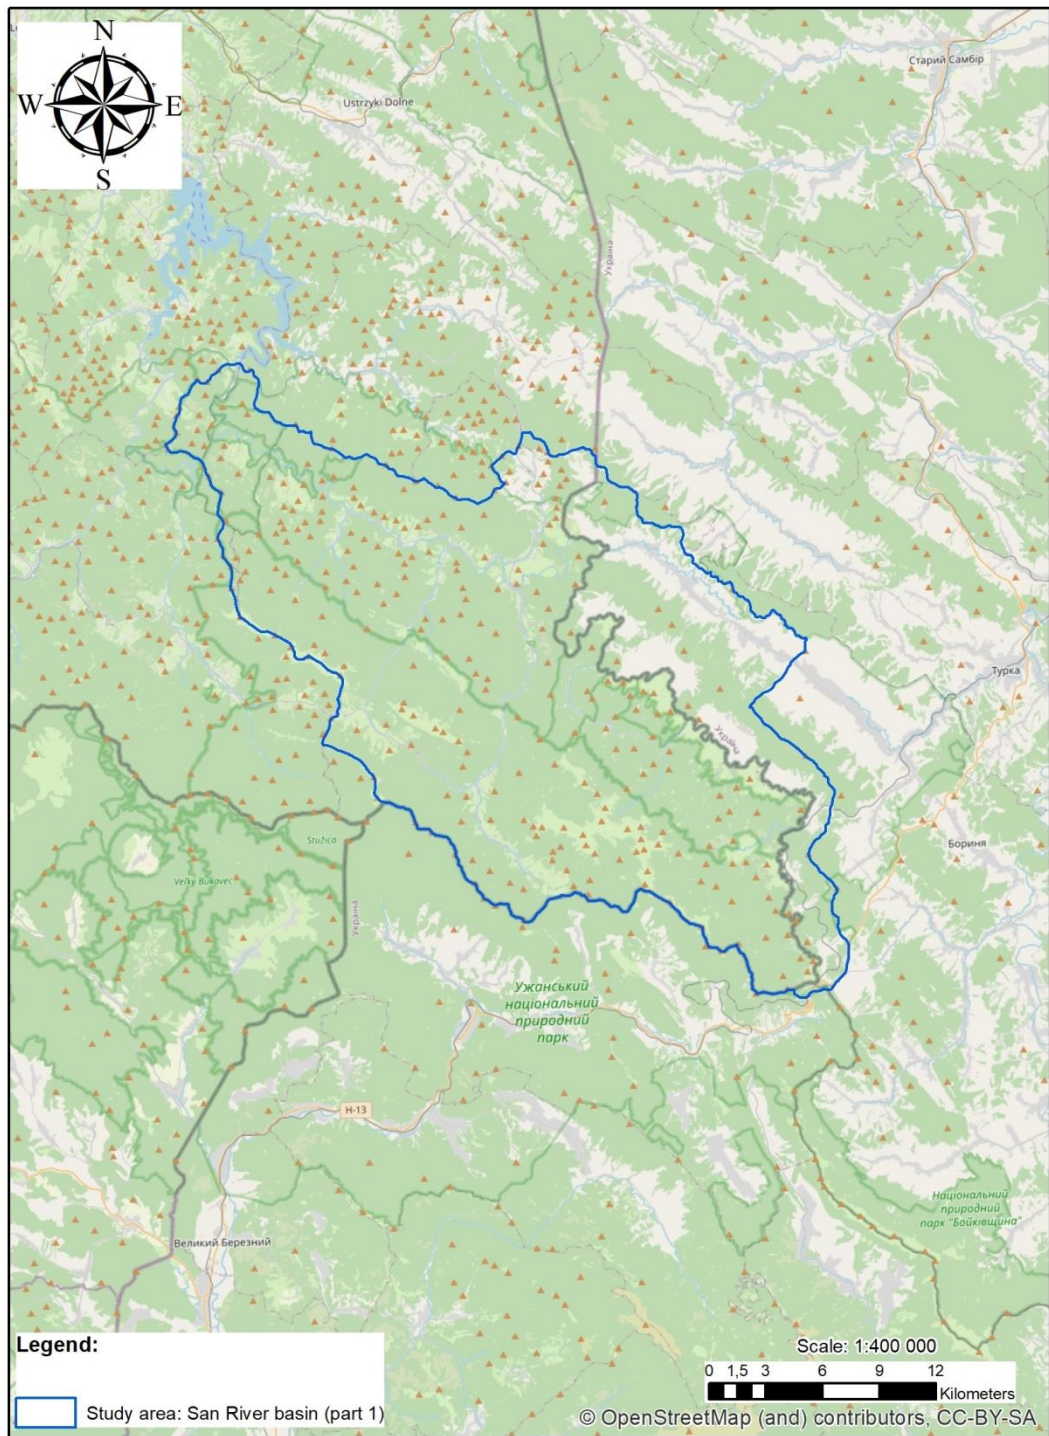 N
W
E
S
Старий Самбір
Ustrzyki Dolne
Україна
Турка
Україна
Бориня
Stužica
Veľký Bukovec
Україна
Ужанський
національний
природний
парк
Н-13
Національний
природний
парк "Бойківщина"
Великий Березний
Legend:
Study area: San River basin (part 1)
Scale: 1:400 000
0 1,5 3 6 9 12
Kilometers
© OpenStreetMap (and) contributors, CC-BY-SA